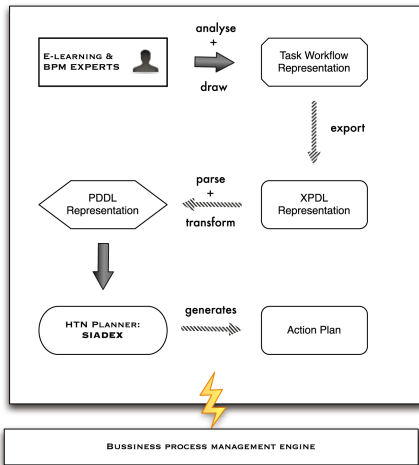 analyse
+
draw
E-LEARNING &
BPM EXPERTS
Task Workflow
Representation
export
PDDL
Representation
parse
+
transform
XPDL
Representation
HTN PLANNER:
SIADEX
generates
Action Plan
BUSSINESS PROCESS MANAGEMENT ENGINE